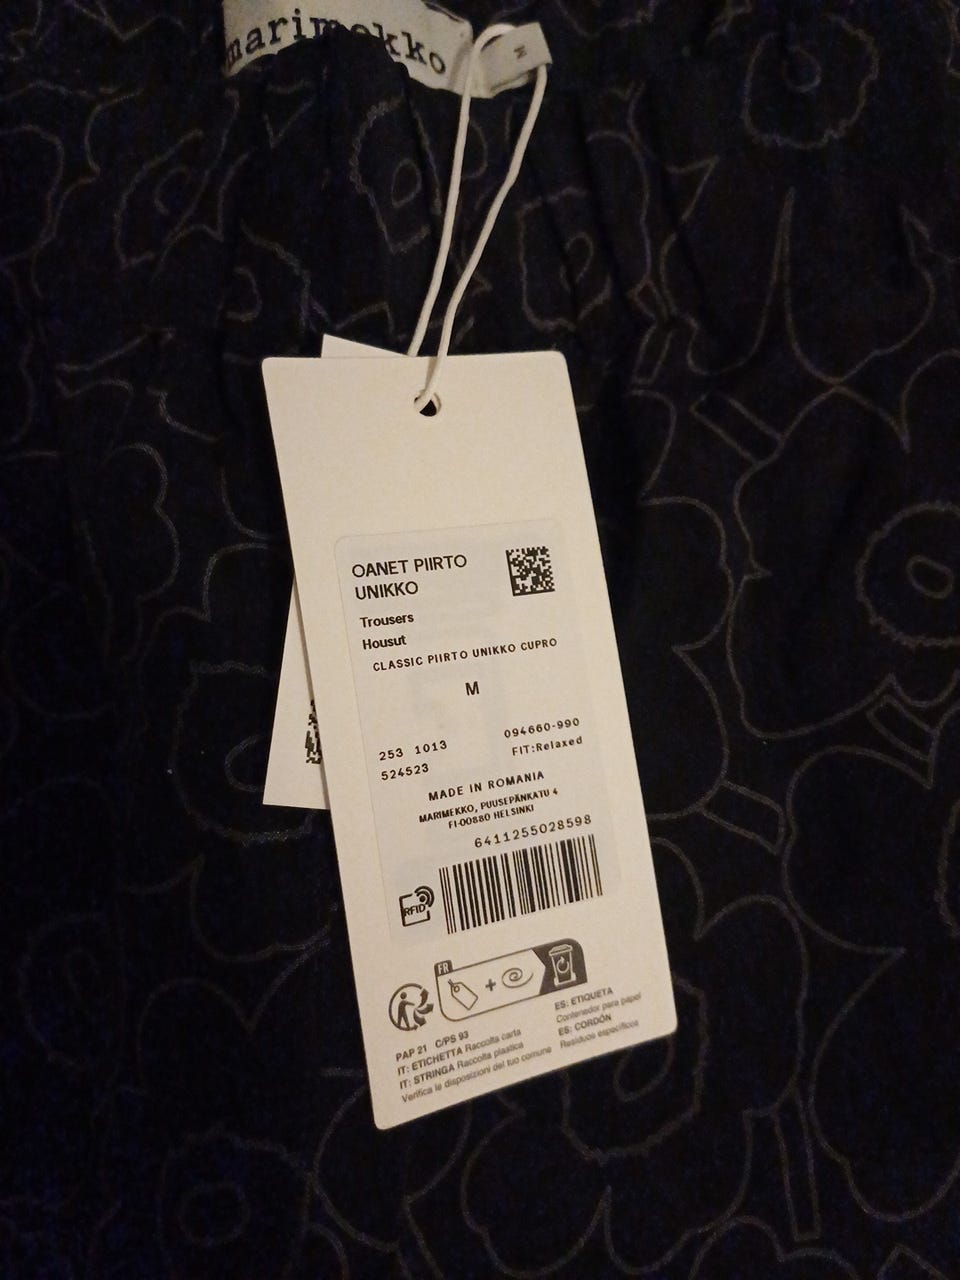 marimekko
M
OANET PIIRTO
UNIKKO
Trousers
Housut
CLASSIC PIIRTO UNIKKO CUPRO
M
094660-990
253 1013
FIT:Relaxed
524523
MADE IN ROMANIA
MARIMEKKO, PUUSEPÄNKATU 4
FI-00880 HELSINKI
6411255028598
RFID
FR
+
PAP 21 C/PS 93
IT: ETICHETTA Raccolta carta
IT: STRINGA Raccolta plastica
Verifica le disposizioni del tuo comune
ES: ETIQUETA
Contenedor para papel
ES: CORDÓN
Residuos específicos